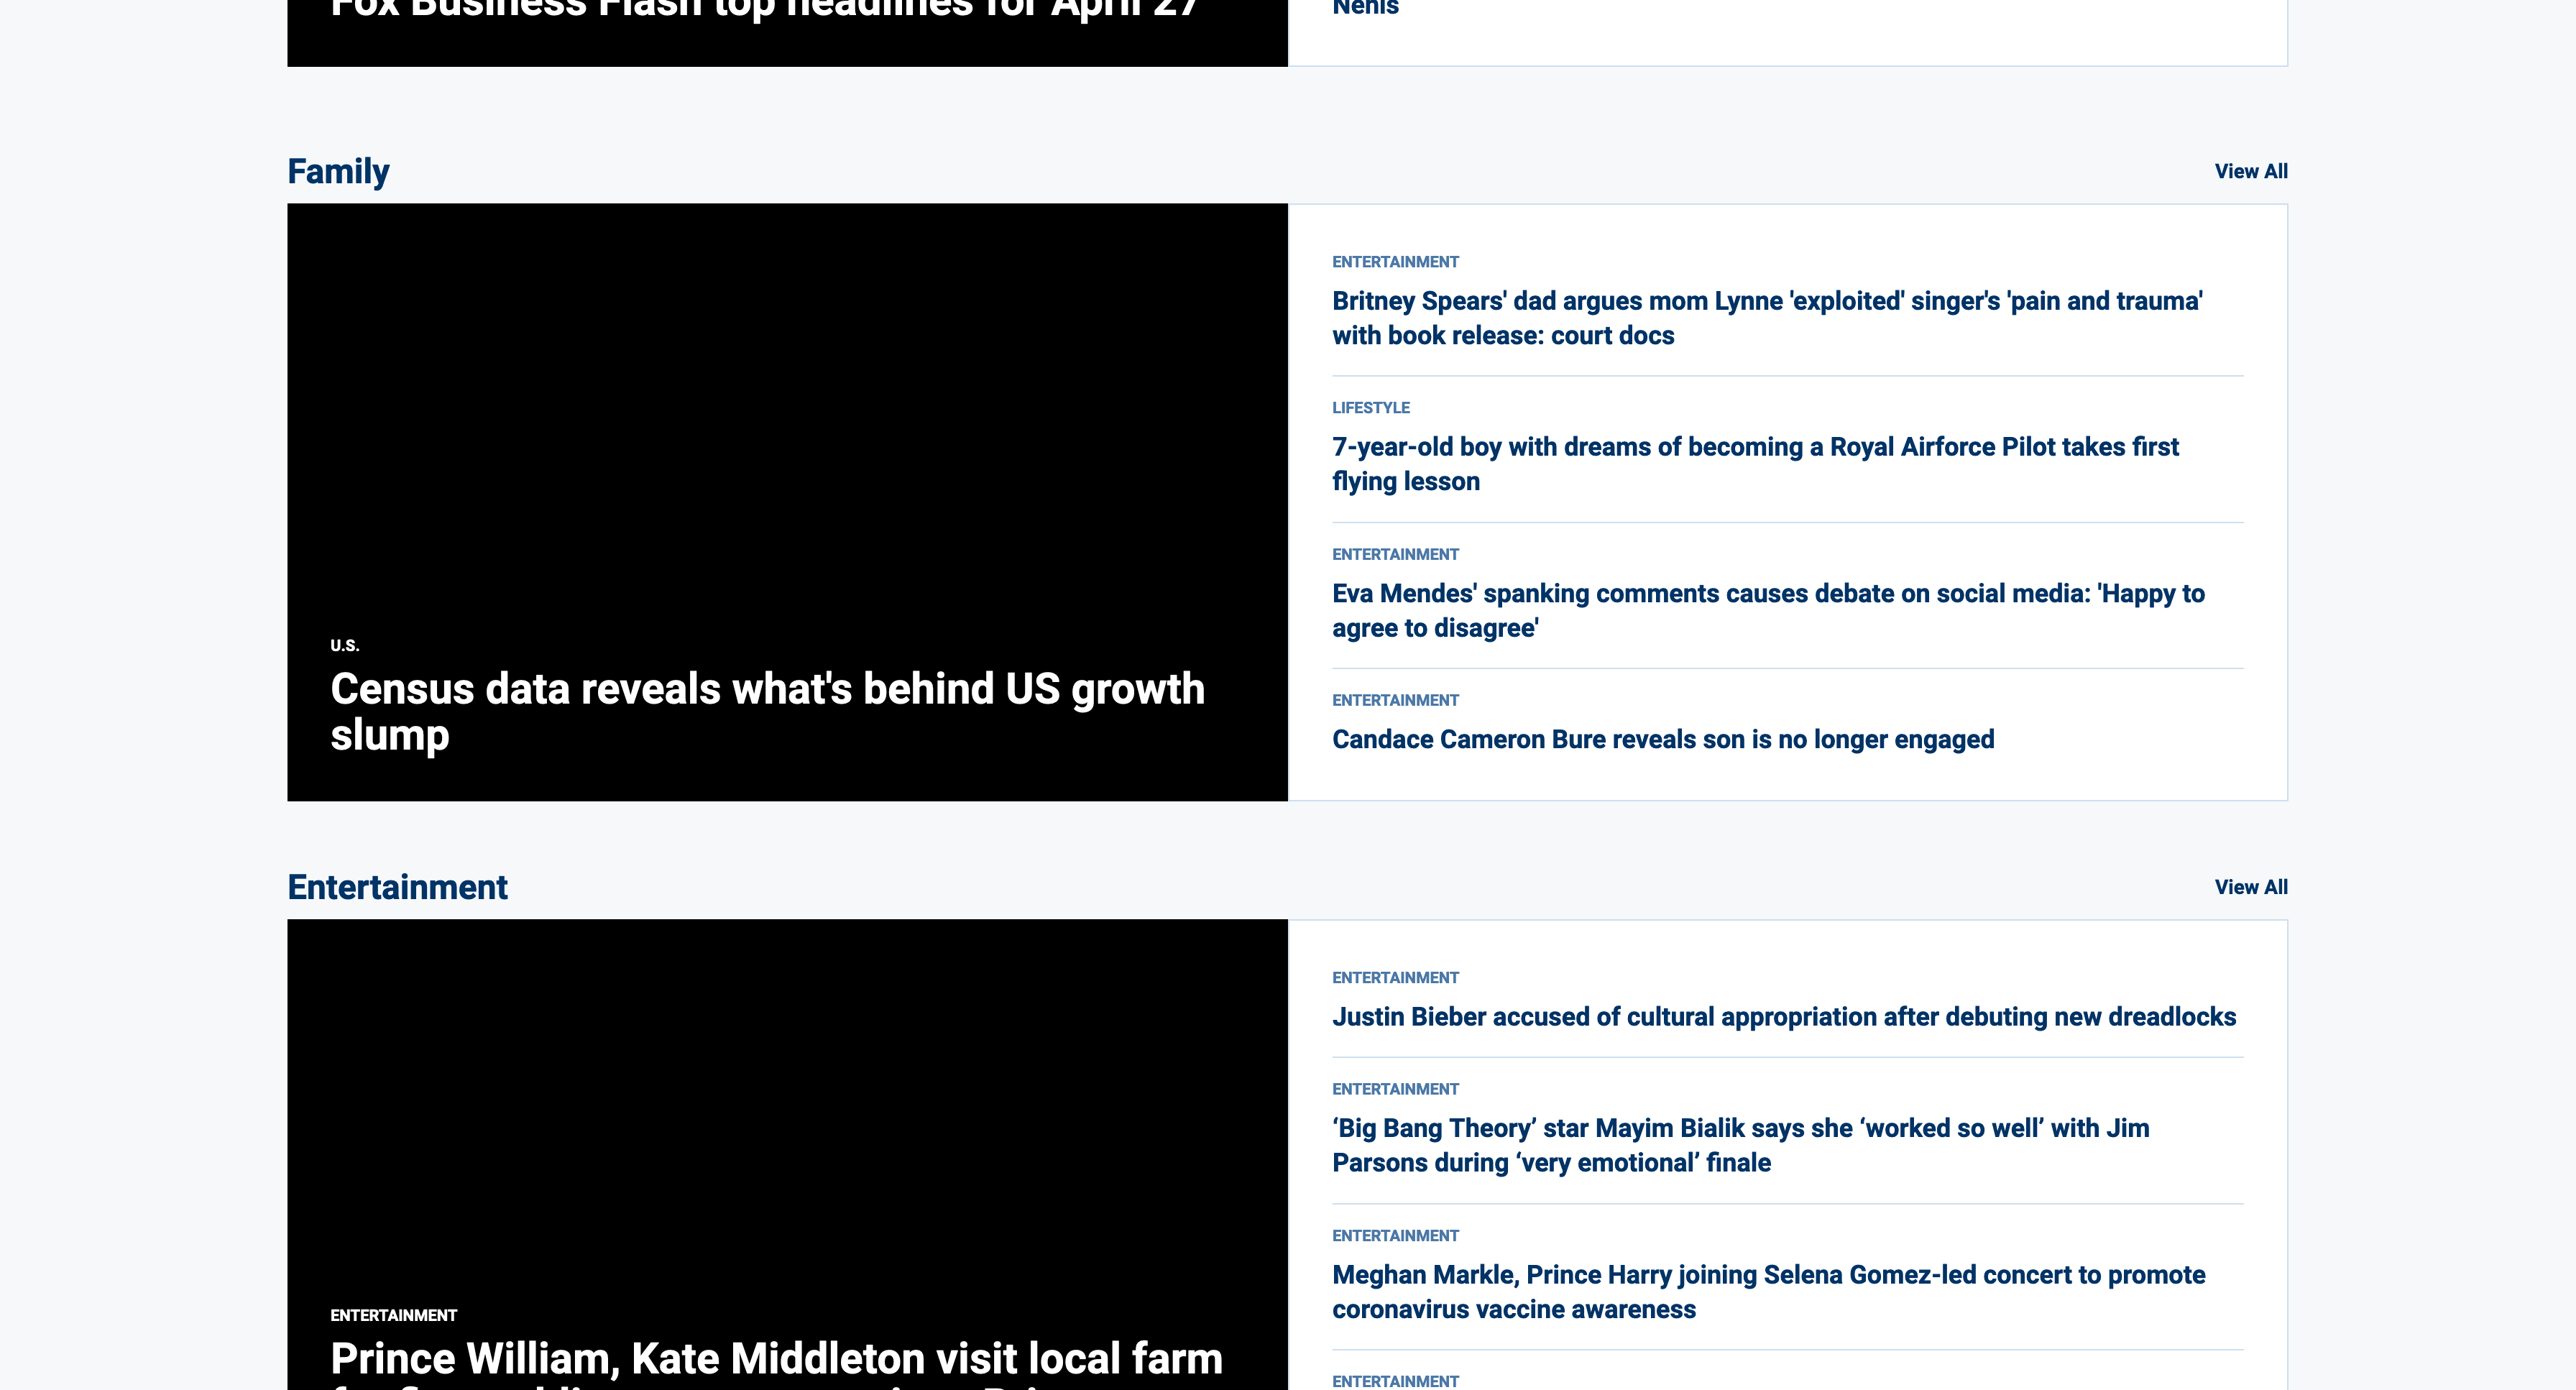 Fox Business Flash top headlines for April 27
Nehls
Family
View All
U.S.
Census data reveals what's behind US growth
slump
ENTERTAINMENT
Britney Spears' dad argues mom Lynne 'exploited' singer's 'pain and trauma'
with book release: court docs
LIFESTYLE
7-year-old boy with dreams of becoming a Royal Airforce Pilot takes first
flying lesson
ENTERTAINMENT
Eva Mendes' spanking comments causes debate on social media: 'Happy to
agree to disagree'
ENTERTAINMENT
Candace Cameron Bure reveals son is no longer engaged
Entertainment
View All
ENTERTAINMENT
Prince William, Kate Middleton visit local farm
ENTERTAINMENT
Justin Bieber accused of cultural appropriation after debuting new dreadlocks
ENTERTAINMENT
‘Big Bang Theory’ star Mayim Bialik says she ‘worked so well’ with Jim
Parsons during ‘very emotional’ finale
ENTERTAINMENT
Meghan Markle, Prince Harry joining Selena Gomez-led concert to promote
coronavirus vaccine awareness
ENTERTAINMENT